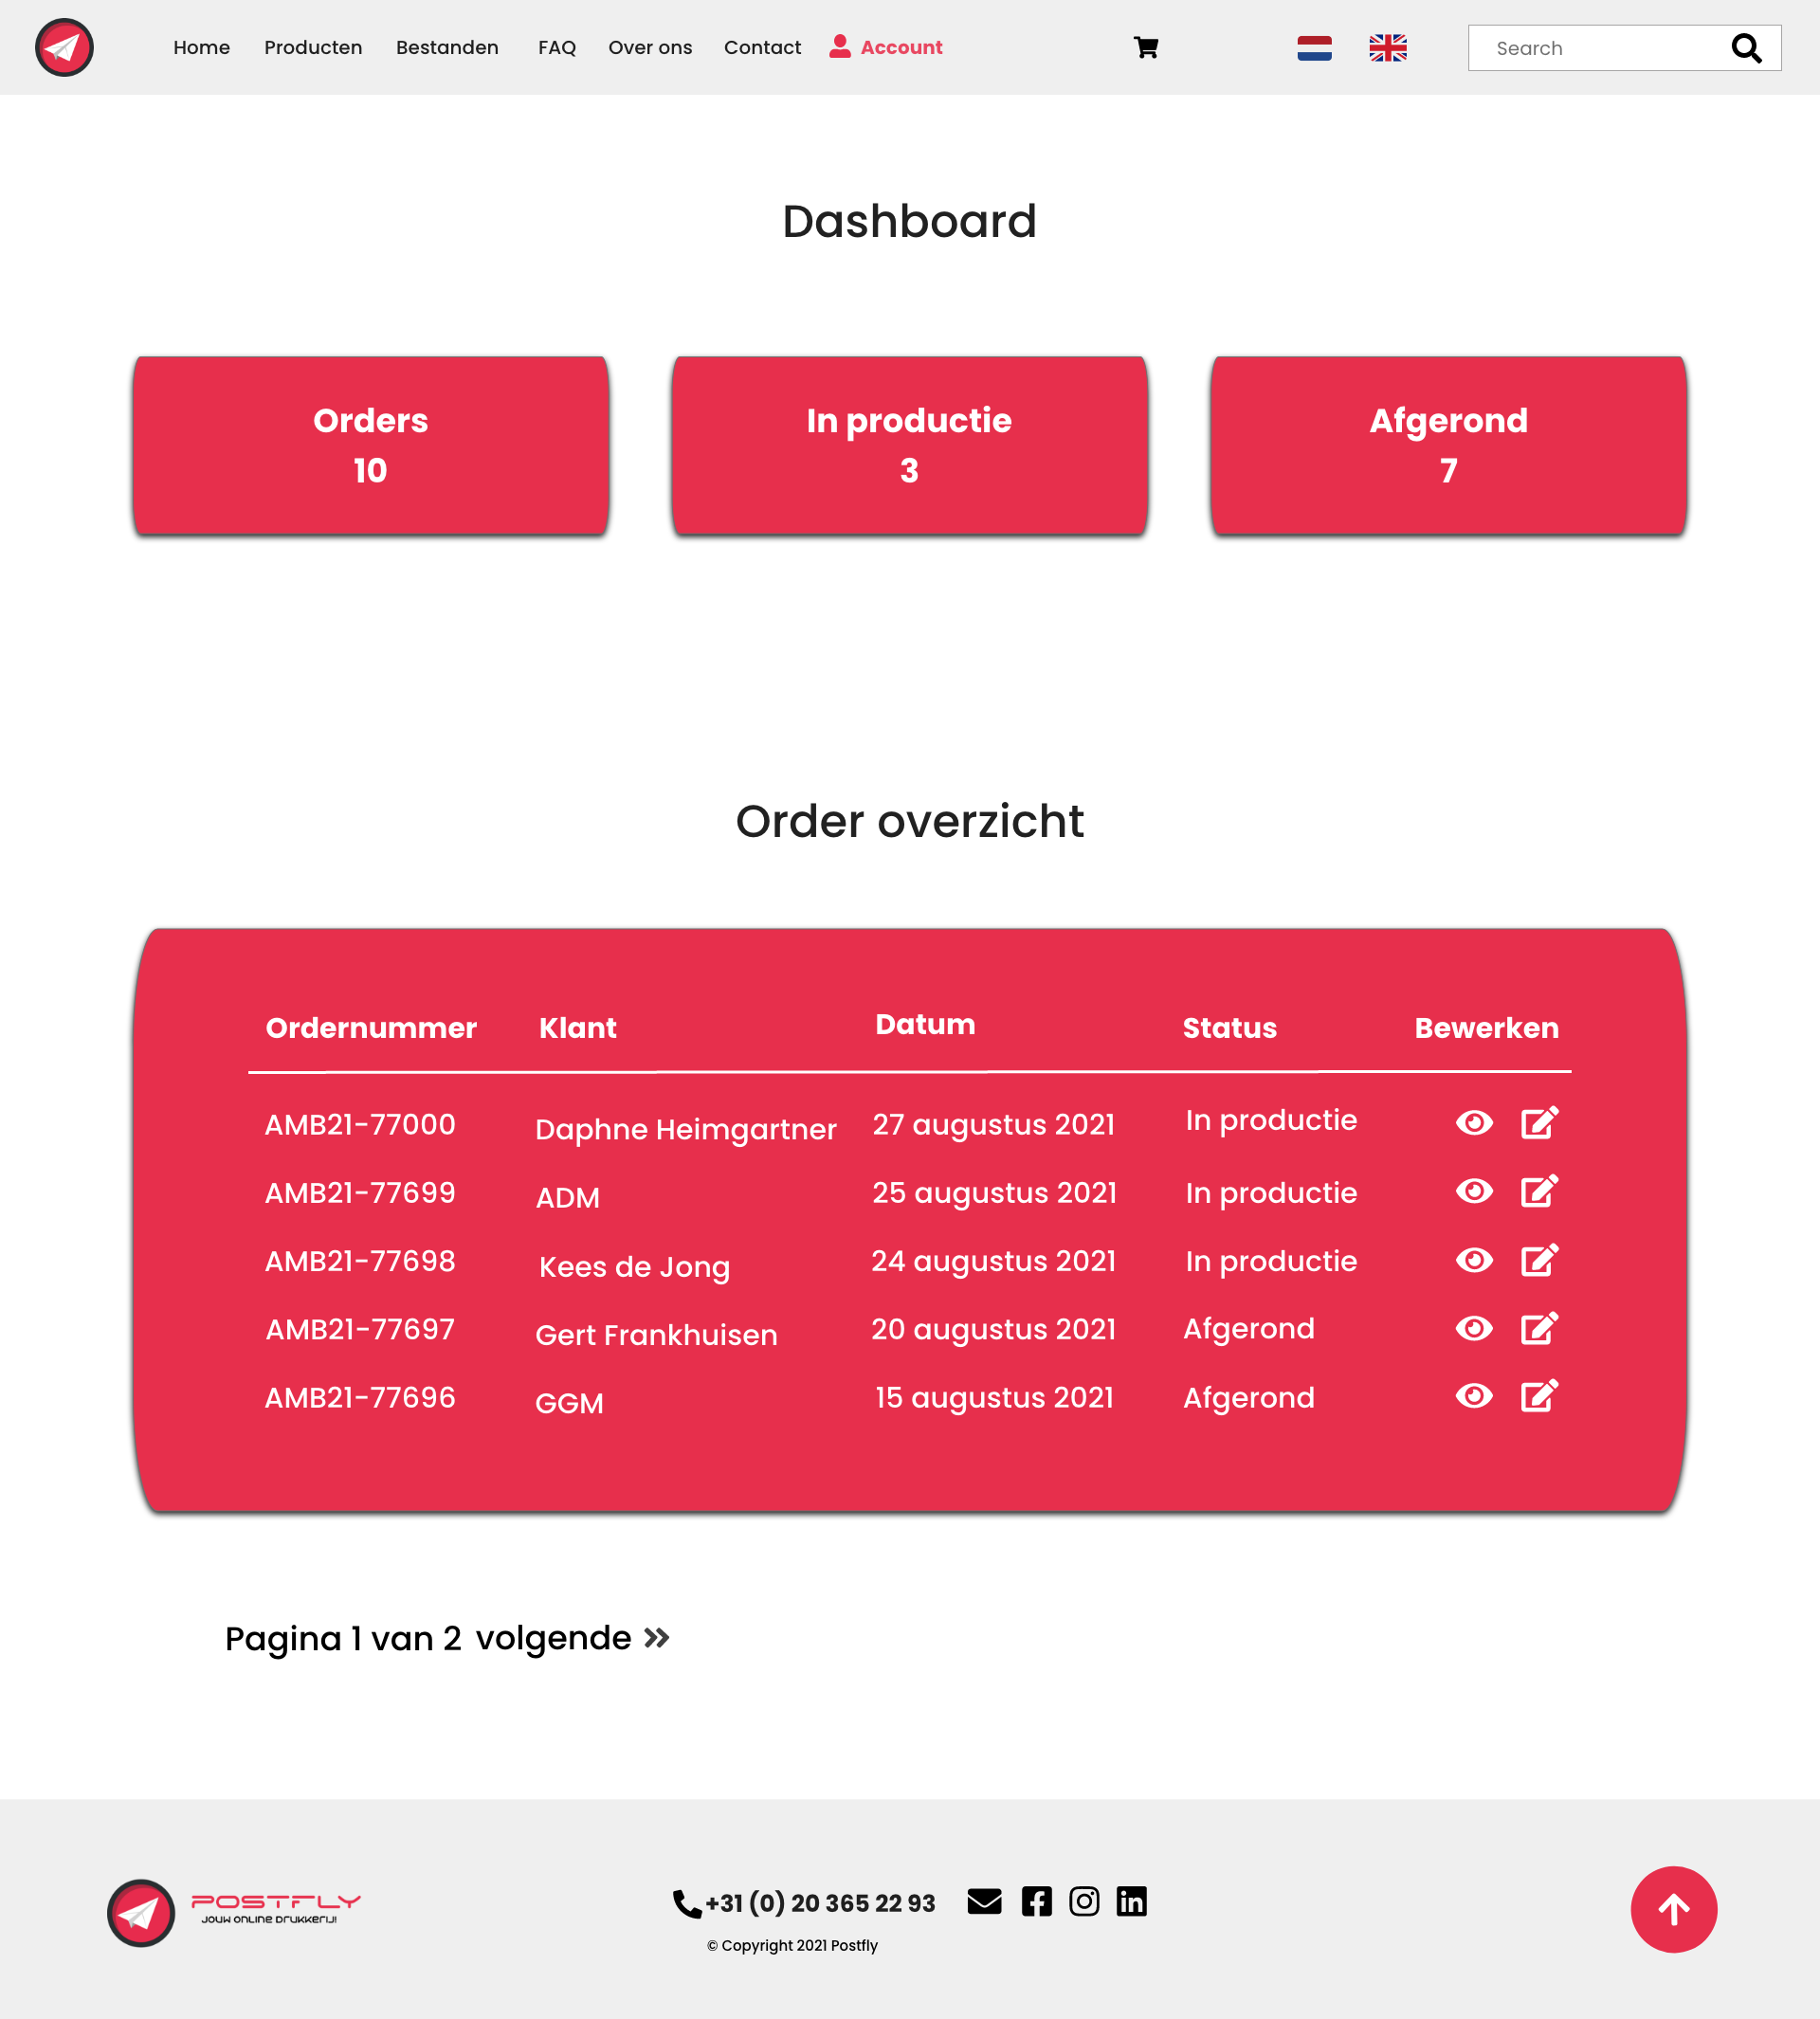 Home Producten Bestanden FAQ Over ons Contact Account Search
Dashboard
Orders
10
In productie
3
Afgerond
7
Order overzicht
Ordernummer Klant Datum Status Bewerken
AMB21-77000 Daphne Heimgartner 27 augustus 2021 In productie
AMB21-77699 ADM 25 augustus 2021 In productie
AMB21-77698 Kees de Jong 24 augustus 2021 In productie
AMB21-77697 Gert Frankhuisen 20 augustus 2021 Afgerond
AMB21-77696 GGM 15 augustus 2021 Afgerond
Pagina 1 van 2 volgende »
POSTFLY
Jouw online drukkerij!
+31 (0) 20 365 22 93
© Copyright 2021 Postfly